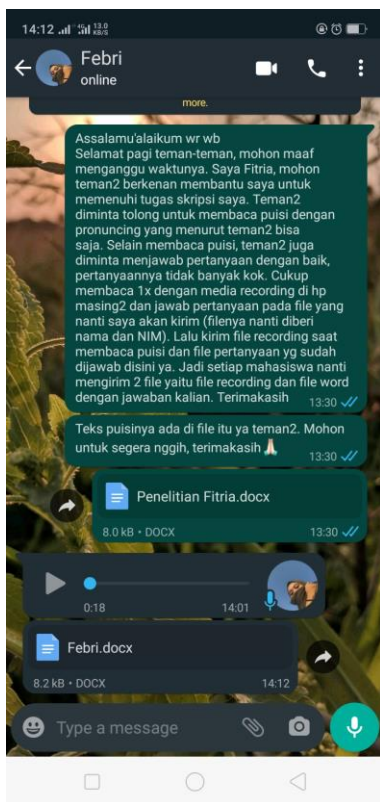 14:12 4G 13.0 KB/S
Febri
online
more.
Assalamu'alaikum wr wb
Selamat pagi teman-teman, mohon maaf
menganggu waktunya. Saya Fitria, mohon
teman2 berkenan membantu saya untuk
memenuhi tugas skripsi saya. Teman2
diminta tolong untuk membaca puisi dengan
pronuncing yang menurut teman2 bisa
saja. Selain membaca puisi, teman2 juga
diminta menjawab pertanyaan dengan baik,
pertanyaannya tidak banyak kok. Cukup
membaca 1x dengan media recording di hp
masing2 dan jawab pertanyaan pada file yang
nanti saya akan kirim (filenya nanti diberi
nama dan NIM). Lalu kirim file recording saat
membaca puisi dan file pertanyaan yg sudah
dijawab disini ya. Jadi setiap mahasiswa nanti
mengirim 2 file yaitu file recording dan file word
dengan jawaban kalian. Terimakasih 13:30
Teks puisinya ada di file itu ya teman2. Mohon
untuk segera nggih, terimakasih 🙏🏻 13:30
Penelitian Fitria.docx
8.0 kB • DOCX 13:30
0:18 14:01
Febri.docx
8.2 kB • DOCX 14:12
Type a message